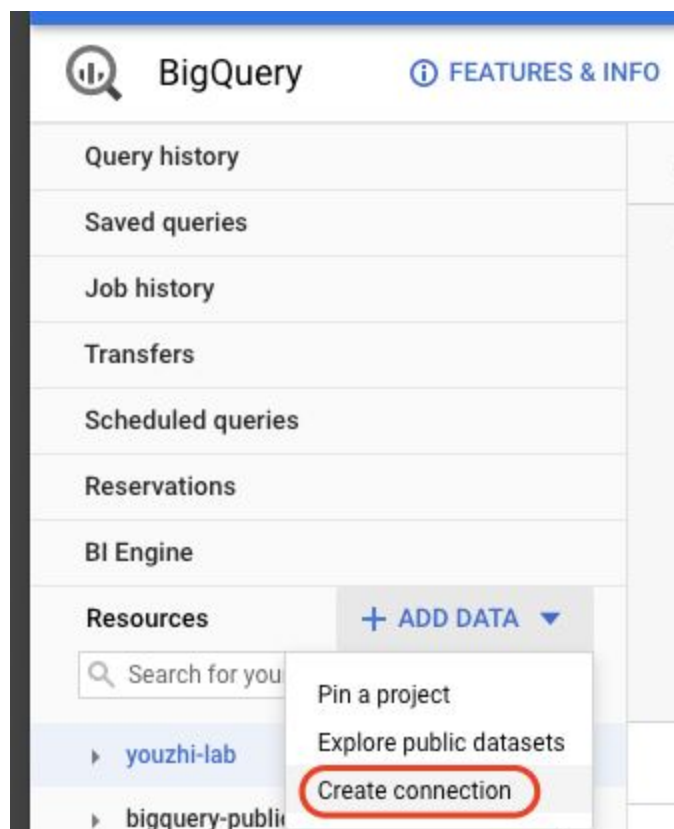 BigQuery FEATURES & INFO
Query history
Saved queries
Job history
Transfers
Scheduled queries
Reservations
BI Engine
Resources + ADD DATA
Search for you
Pin a project
youzhi-lab
Explore public datasets
Create connection
bigquery-publi